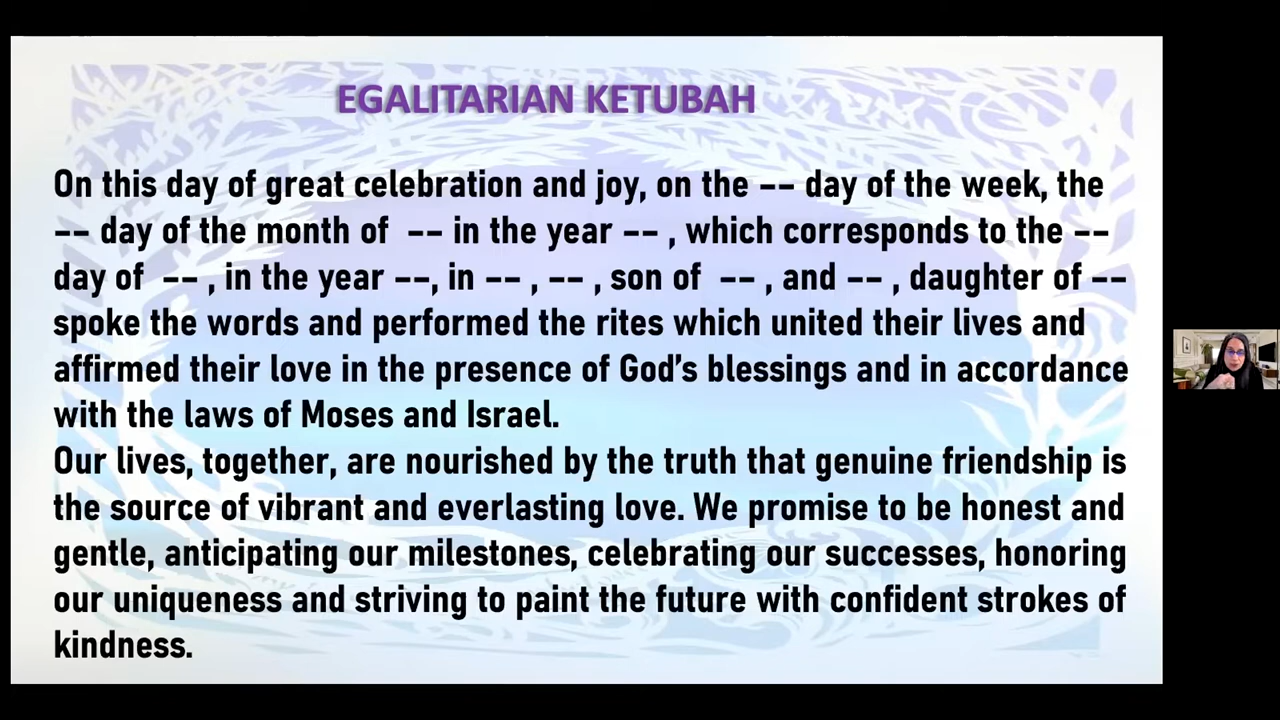 EGALITARIAN KETUBAH
On this day of great celebration and joy, on the -- day of the week, the
-- day of the month of -- in the year -- , which corresponds to the --
day of -- , in the year --, in -- , -- , son of -- , and -- , daughter of --
spoke the words and performed the rites which united their lives and
affirmed their love in the presence of God's blessings and in accordance
with the laws of Moses and Israel.
Our lives, together, are nourished by the truth that genuine friendship is
the source of vibrant and everlasting love. We promise to be honest and
gentle, anticipating our milestones, celebrating our successes, honoring
our uniqueness and striving to paint the future with confident strokes of
kindness.